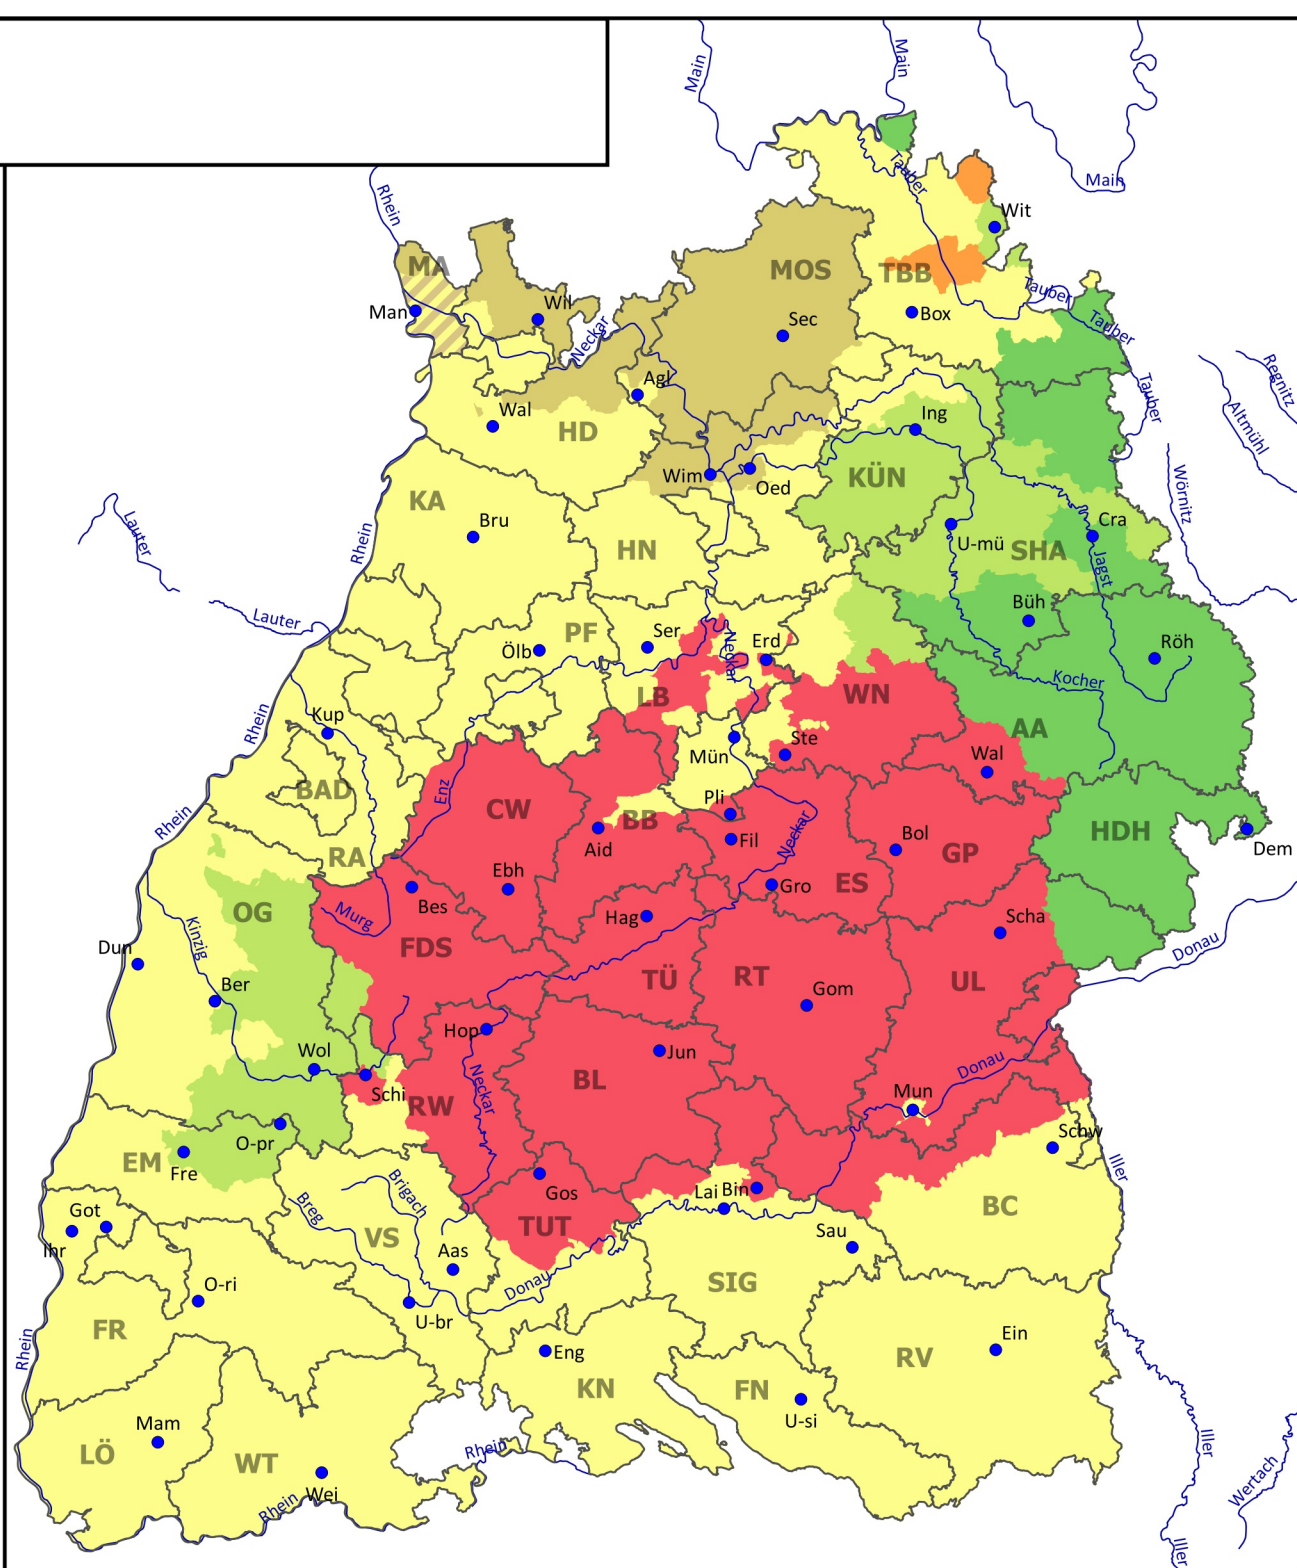 Main
Main
Main
Rhein
Tauber
Wit
MA
MOS
TBB
Man
Wil
Neckar
Sec
Box
Tauber
Tauber
Tauber
Regnitz
Altmühl
Agl
Wal
HD
Ing
Wim
Oed
KÜN
Wörnitz
KA
Bru
Rhein
Lauter
HN
U-mü
SHA
Cra
Jagst
Lauter
PF
Ölb
Ser
Neckar
Erd
Büh
Röh
LB
WN
Kocher
Rhein
Kup
Mün
Ste
AA
Wal
BAD
Enz
CW
BB
Pli
Rhein
Aid
Fil
Neckar
Bol
GP
HDH
Dem
RA
Ebh
Gro
ES
OG
Murg
Bes
Hag
Scha
Kinzig
FDS
Dun
TÜ
RT
UL
Donau
Ber
Gom
Hop
Wol
Jun
Schi
Neckar
BL
Donau
RW
Mun
O-pr
Schw
EM
Fre
Iller
Brigach
Gos
Lai
Bin
BC
Breg
Got
Ihr
VS
TUT
Sau
Aas
O-ri
Donau
SIG
FR
U-br
Rhein
Eng
Ein
RV
KN
FN
U-si
Mam
LÖ
WT
Rhein
Iller
Wei
Rhein
Wertach
Iller